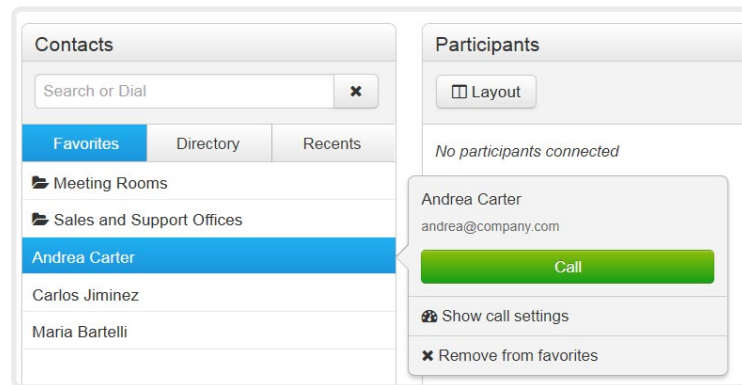 Contacts
Search or Dial
Favorites
Directory
Recents
Meeting Rooms
Sales and Support Offices
Andrea Carter
Carlos Jiminez
Maria Bartelli
Participants
Layout
No participants connected
Andrea Carter
andrea@company.com
Call
Show call settings
Remove from favorites